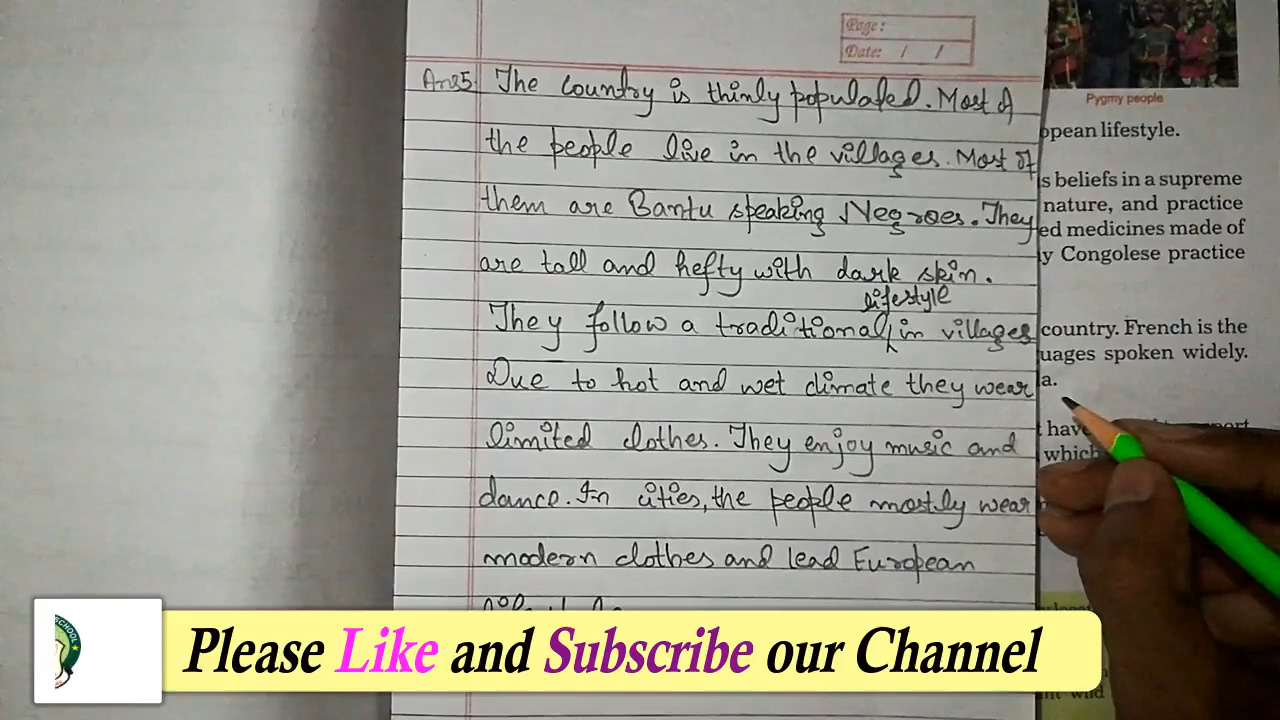 Page:
Date: / /
Ans5 The Country is thinly populated. Most of
the people live in the villages. Most of
them are Bantu speaking Negroes. They
are tall and hefty with dark skin.
lifestyle
They follow a traditional in villages
Due to hot and wet climate they wear
limited clothes. They enjoy music and
dance. In cities, the people mostly wear
modern clothes and lead European
Pygmy people
opean lifestyle.
s beliefs in a supreme
nature, and practice
ed medicines made of
y Congolese practice
country. French is the
uages spoken widely.
a.
t have
which
SCHOOL
Please Like and Subscribe our Channel